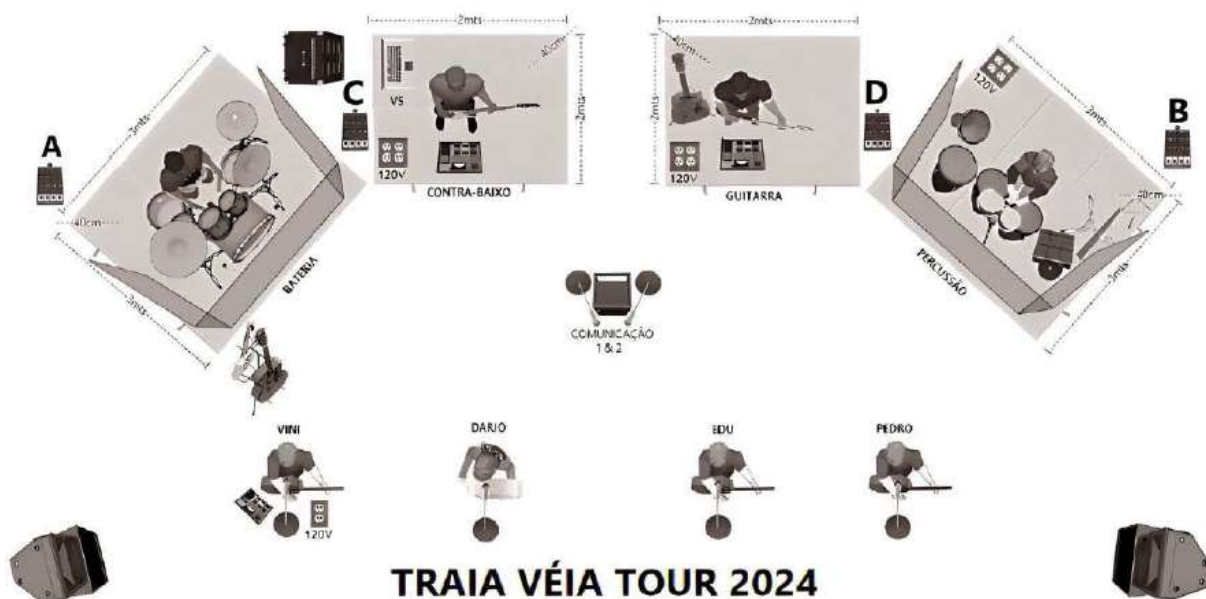 2mts
2mts
40cm
40cm
3mts
C
VS
2mts
2mts
D
120V
2mts
B
A
120V
CONTRA-BAIXO
120V
GUITARRA
40cm
40cm
3mts
BATERIA
PERCUSSÃO
3mts
COMUNICAÇÃO
1 & 2
VINI
DARIO
EDU
PEDRO
120V
TRAIA VÉIA TOUR 2024